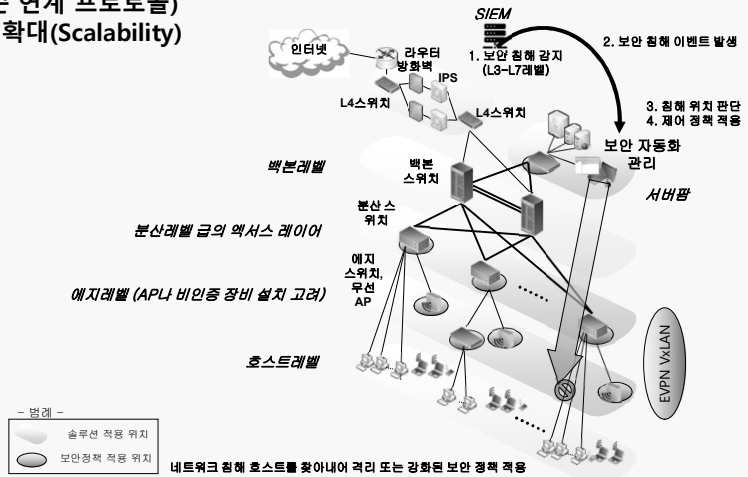 는 연계 프로토콜)
확대(Scalability)
SIEM
인터넷
라우터
방화벽
IPS
1. 보안 침해 감지
(L3-L7레벨)
2. 보안 침해 이벤트 발생
L4스위치
L4스위치
3. 침해 위치 판단
4. 제어 정책 적용
보안 자동화
관리
백본레벨
백본
스위치
서버팜
분산 스
위치
분산레벨 급의 엑서스 레이어
에지
스위치,
무선
AP
에지레벨 (AP나 비인증 장비 설치 고려)
......
EVPN VxLAN
호스트레벨
......
- 범례 -
솔루션 적용 위치
보안정책 적용 위치
네트워크 침해 호스트를 찾아내어 격리 또는 강화된 보안 정책 적용